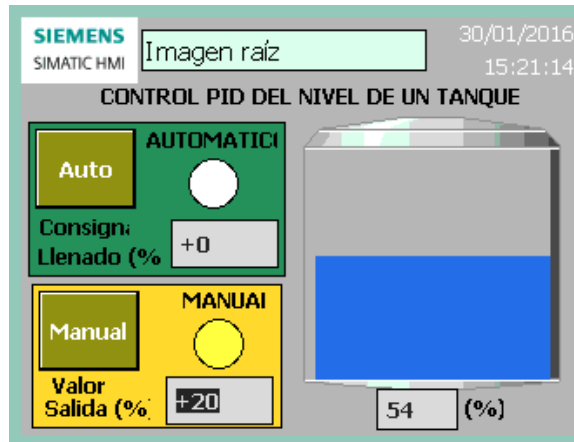 SIEMENS
SIMATIC HMI
Imagen raíz
30/01/2016
15:21:14
CONTROL PID DEL NIVEL DE UN TANQUE
AUTOMATIC(
Auto
Consigna
Llenado (%
+0
MANUAI
Manual
Valor
Salida (%)
+20
54
(%)